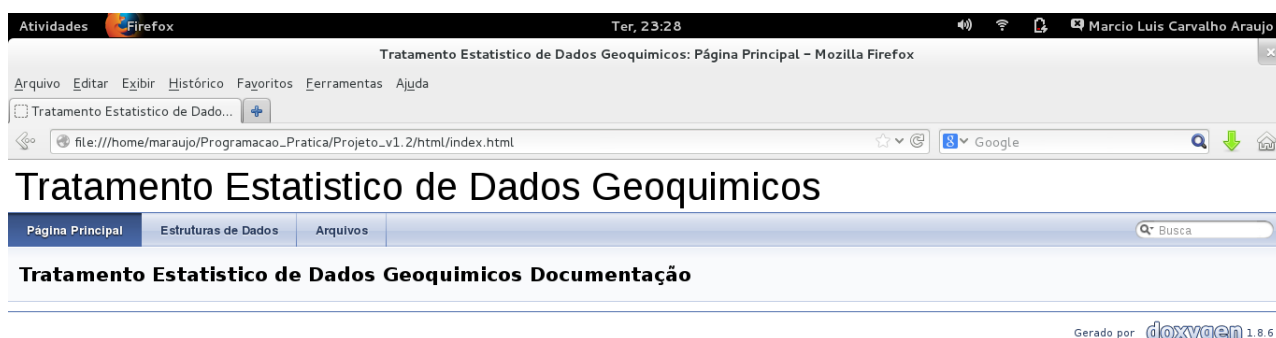 Atividades Firefox Ter, 23:28 Marcio Luis Carvalho Araujo
Tratamento Estatistico de Dados Geoquimicos: Página Principal - Mozilla Firefox
Arquivo Editar Exibir Histórico Favoritos Ferramentas Ajuda
Tratamento Estatistico de Dado...
file:///home/maraujo/Programacao_Pratica/Projeto_v1.2/html/index.html 8 Google
Tratamento Estatistico de Dados Geoquimicos
Página Principal Estruturas de Dados Arquivos Busca
Tratamento Estatistico de Dados Geoquimicos Documentação
Gerado por doxygen 1.8.6